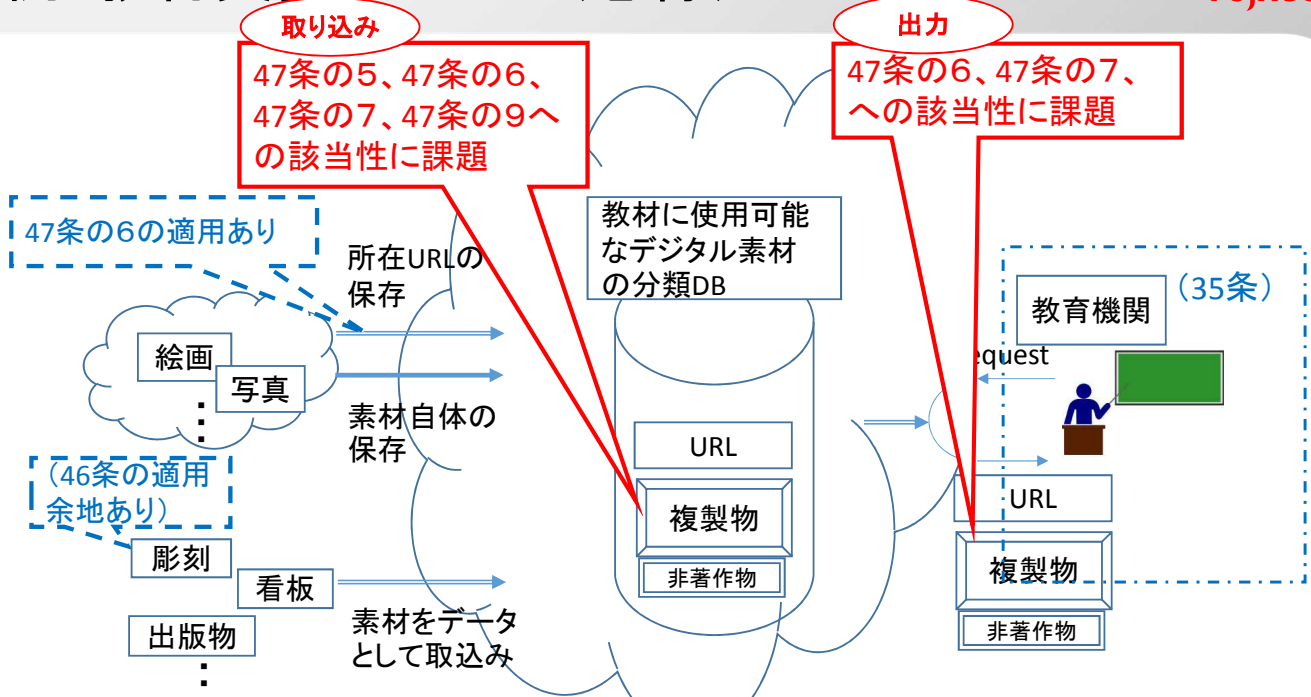 取り込み
47条の５、47条の６、
47条の７、47条の９へ
の該当性に課題
出力
47条の６、47条の７、
への該当性に課題
47条の６の適用あり
所在URLの
保存
絵画
写真
・・・
素材自体の
保存
(46条の適用
余地あり)
彫刻
看板
出版物
・・
素材をデータ
として取込み
教材に使用可能
なデジタル素材
の分類DB
URL
複製物
非著作物
教育機関
(35条)
equest
URL
複製物
非著作物